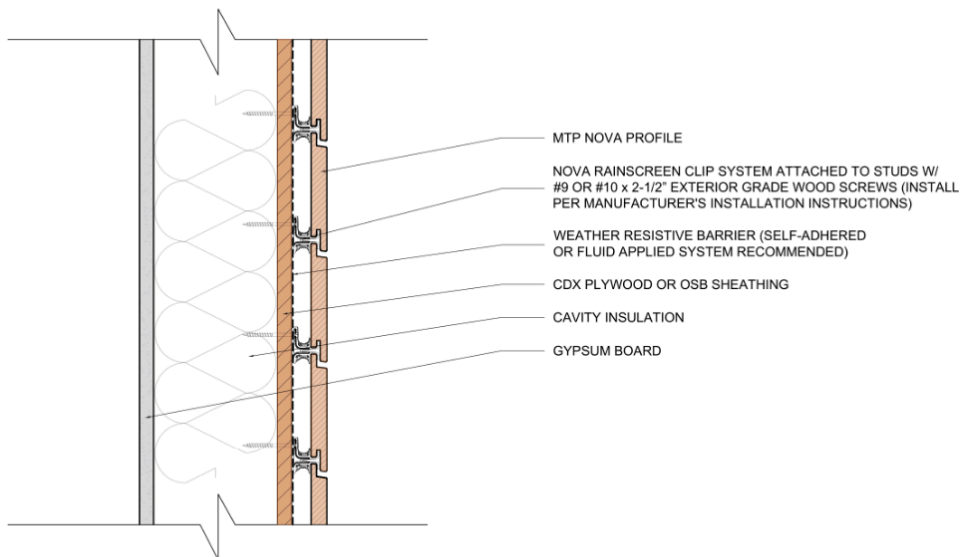 MTP NOVA PROFILE
NOVA RAINSCREEN CLIP SYSTEM ATTACHED TO STUDS W/
#9 OR #10 x 2-1/2" EXTERIOR GRADE WOOD SCREWS (INSTALL
PER MANUFACTURER'S INSTALLATION INSTRUCTIONS)
WEATHER RESISTIVE BARRIER (SELF-ADHERED
OR FLUID APPLIED SYSTEM RECOMMENDED)
CDX PLYWOOD OR OSB SHEATHING
CAVITY INSULATION
GYPSUM BOARD